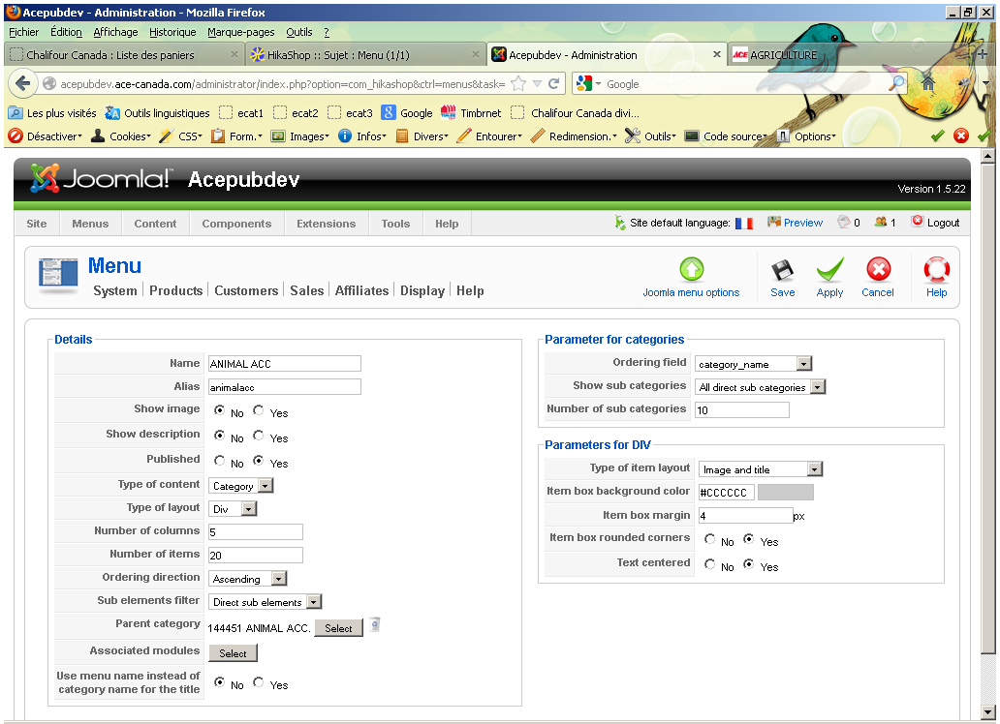 Acepubdev - Administration - Mozilla Firefox
Fichier Édition Affichage Historique Marque-pages Outils ?
Chalifour Canada : Liste des paniers × HikaShop :: Sujet : Menu (1/1) × Acepubdev - Administration × ACE AGRICULTURE
acepubdev.ace-canada.com/administrator/index.php?option=com_hikashop&ctrl=menus&task= Google
Les plus visités Outils linguistiques ecat1 ecat2 ecat3 Google Timbrnet Chalifour Canada divi...
Désactiver Cookies CSS Form. Images Infos Divers Entourer Redimension. Outils Code source Options
Joomla! Acepubdev
Version 1.5.22
Site Menus Content Components Extensions Tools Help Site default language: Preview 0 1 Logout
Menu
System Products Customers Sales Affiliates Display Help
Joomla menu options Save Apply Cancel Help
Details
Name ANIMAL ACC
Alias animalacc
Show image No Yes
Show description No Yes
Published No Yes
Type of content Category
Type of layout Div
Number of columns 5
Number of items 20
Ordering direction Ascending
Sub elements filter Direct sub elements
Parent category 144451 ANIMAL ACC. Select
Associated modules Select
Use menu name instead of
category name for the title No Yes
Parameter for categories
Ordering field category_name
Show sub categories All direct sub categories
Number of sub categories 10
Parameters for DIV
Type of item layout Image and title
Item box background color #CCCCCC
Item box margin 4 px
Item box rounded corners No Yes
Text centered No Yes